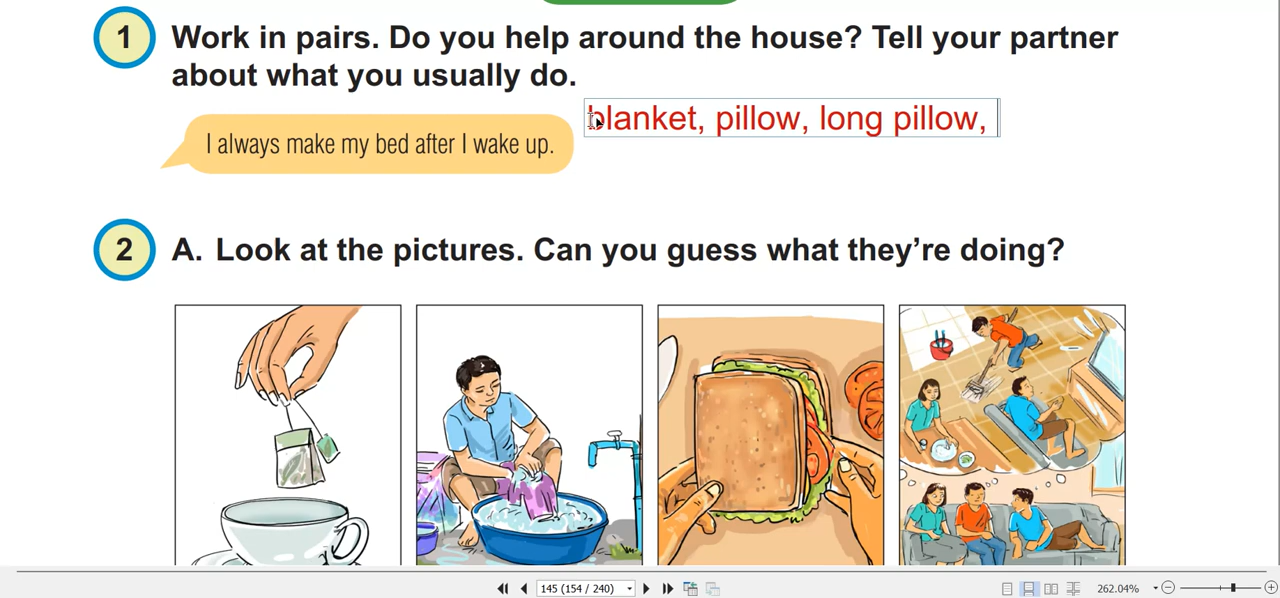 1 Work in pairs. Do you help around the house? Tell your partner
about what you usually do.
blanket, pillow, long pillow,
I always make my bed after I wake up.
2 A. Look at the pictures. Can you guess what they're doing?
145 (154 / 240)
262.04%